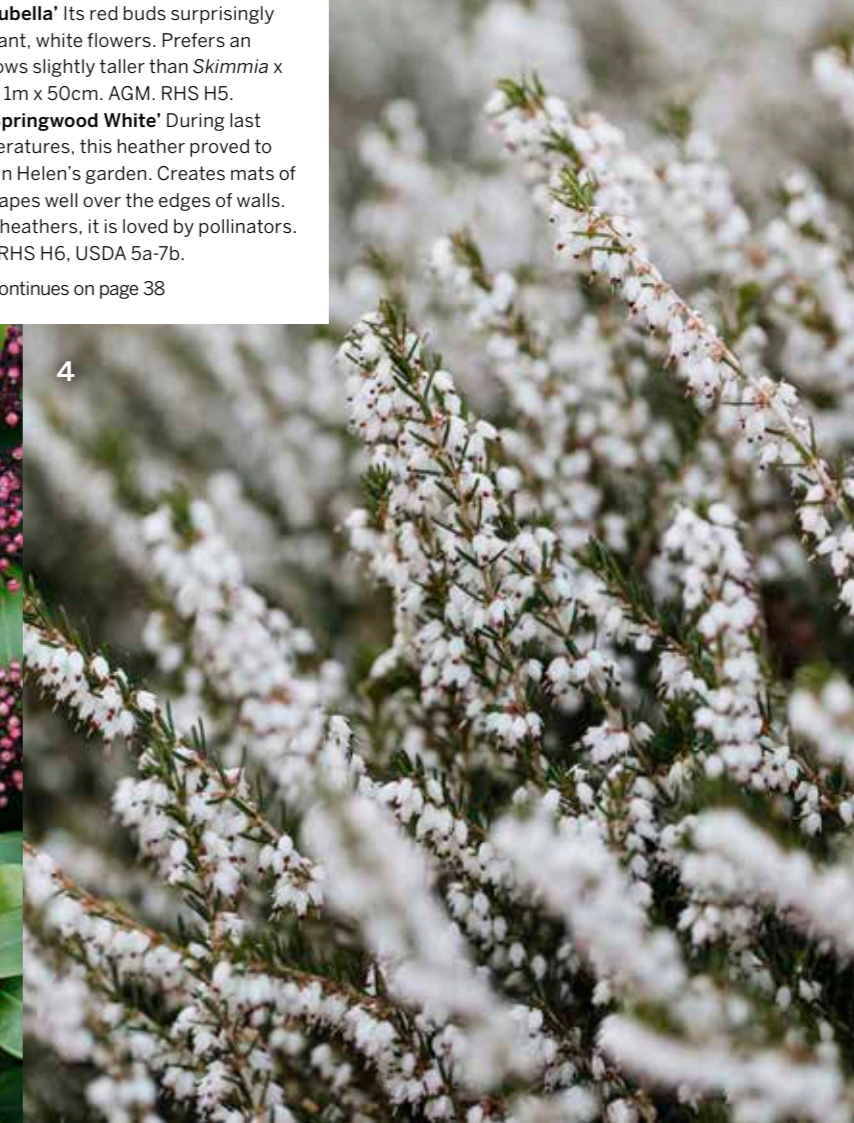 ubella’ Its red buds surprisingly
ant, white flowers. Prefers an
ows slightly taller than Skimmia x
1m x 50cm. AGM. RHS H5.
pringwood White’ During last
eratures, this heather proved to
n Helen’s garden. Creates mats of
apes well over the edges of walls.
heathers, it is loved by pollinators.
RHS H6, USDA 5a-7b.
ontinues on page 38
4